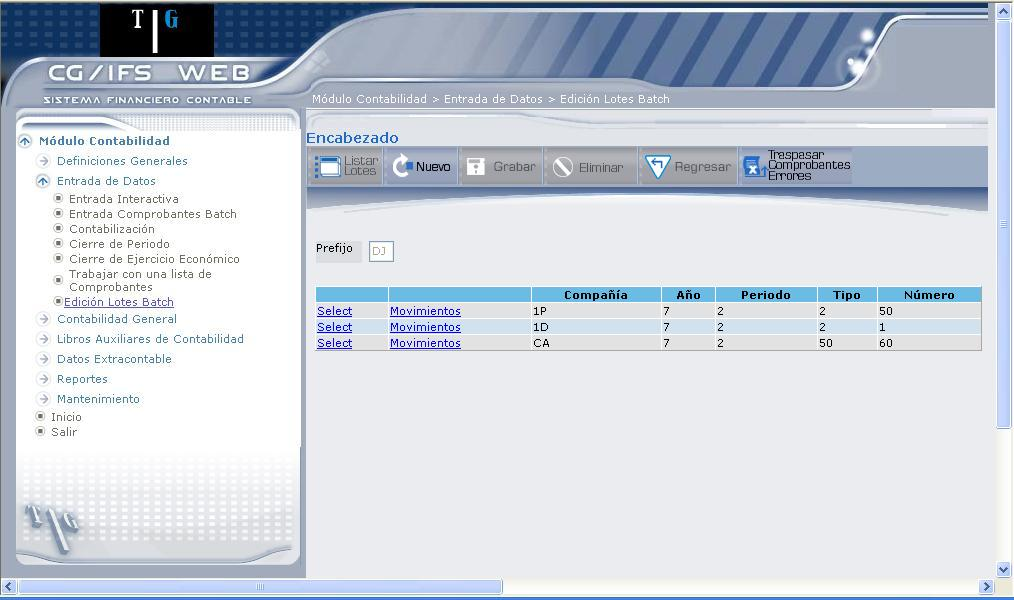 TG
CG/IFS WEB
SISTEMA FINANCIERO CONTABLE
Módulo Contabilidad > Entrada de Datos > Edición Lotes Batch
Módulo Contabilidad
Definiciones Generales
Entrada de Datos
Entrada Interactiva
Entrada Comprobantes Batch
Contabilización
Cierre de Periodo
Cierre de Ejercicio Económico
Trabajar con una lista de
Comprobantes
Edición Lotes Batch
Contabilidad General
Libros Auxiliares de Contabilidad
Datos Extracontable
Reportes
Mantenimiento
Inicio
Salir
TG
Encabezado
Listar
Lotes
Nuevo
Grabar
Eliminar
Regresar
Traspasar
Comprobantes
Errores
Prefijo DJ
Compañía Año Periodo Tipo Número
Select Movimientos 1P 7 2 2 50
Select Movimientos 1D 7 2 2 1
Select Movimientos CA 7 2 50 60